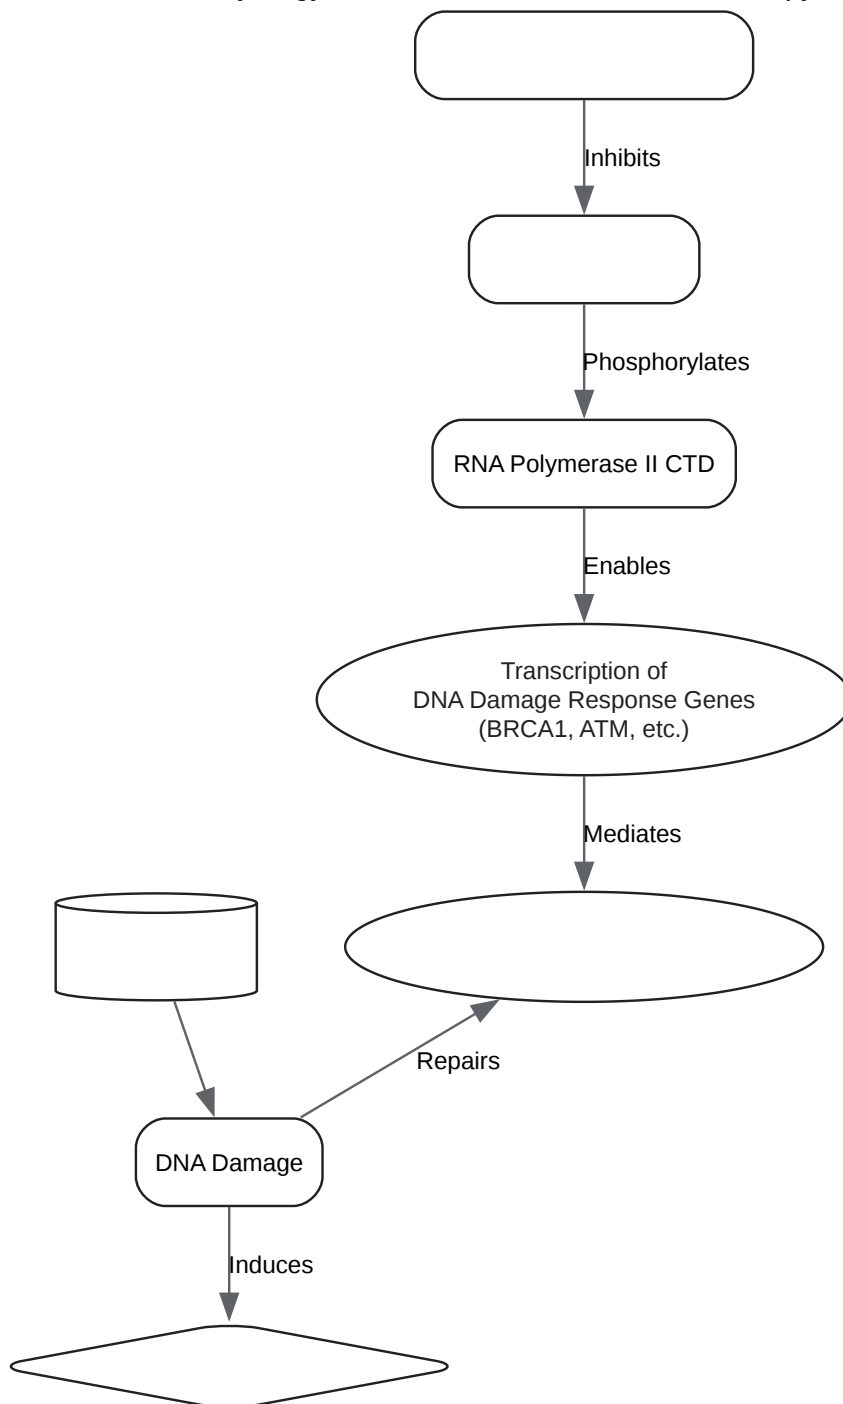 Inhibits
Phosphorylates
RNA Polymerase II CTD
Enables
Transcription of
DNA Damage Response Genes
(BRCA1, ATM, etc.)
Mediates
Repairs
DNA Damage
Induces